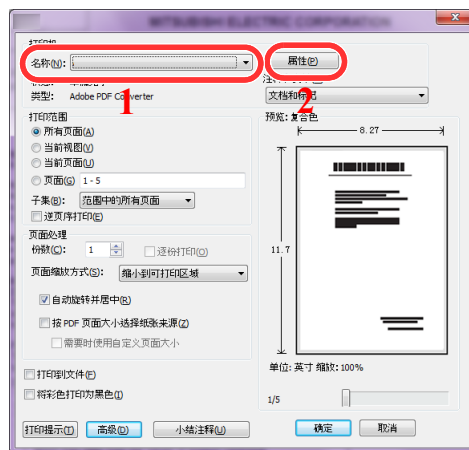 MITSUBISHI ELECTRIC CORPORATION
打印机
名称(N):
属性(P)
1
2
类型: Adobe PDF Converter
文档和标记
打印范围
预览: 复合色
所有页面(A)
当前视图(V)
当前页面(U)
页面(G) 1 - 5
子集(B): 范围中的所有页面
逆页序打印(E)
8.27
11.7
页面处理
份数(C): 1 逐份打印(O)
页面缩放方式(S): 缩小到可打印区域
自动旋转并居中(R)
按 PDF 页面大小选择纸张来源(Z)
需要时使用自定义页面大小
单位: 英寸 缩放: 100%
打印到文件(F)
将彩色打印为黑色(I)
1/5
打印提示(T) 高级(D) 小结注释(U) 确定 取消